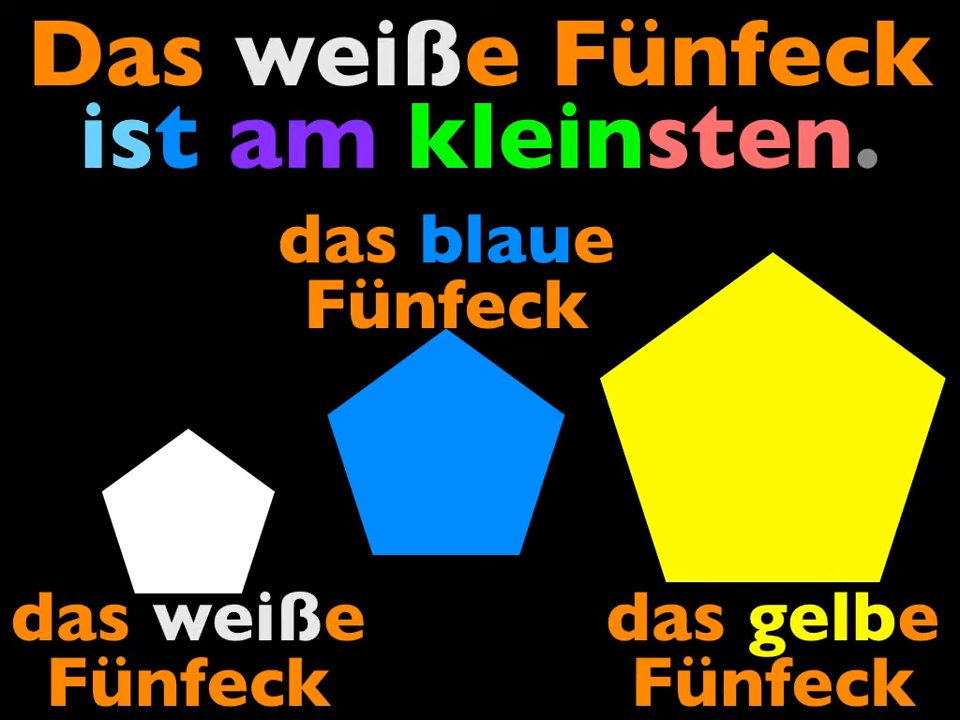 Das weiße Fünfeck
ist am kleinsten.
das blaue
Fünfeck
das weiße
Fünfeck
das gelbe
Fünfeck